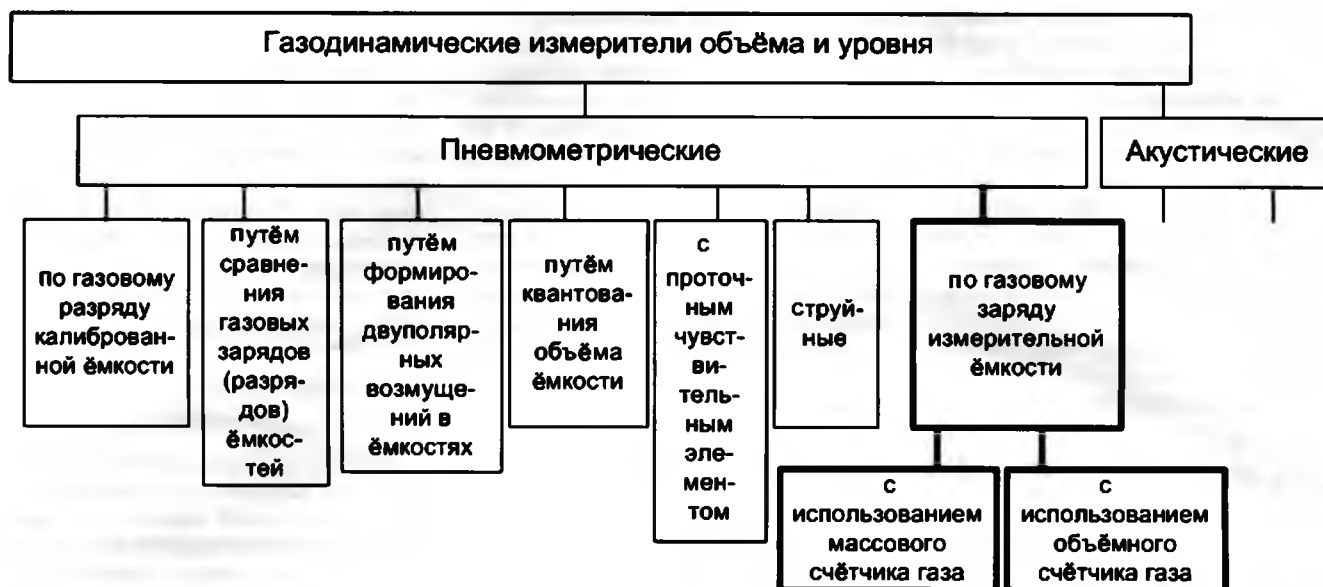 Газодинамические измерители объёма и уровня
Пневмометрические
Акустические
по газовому
разряду
калиброван-
ной ёмкости
путём
сравне-
ния
газовых
зарядов
(разря-
дов)
ёмкос-
тей
путём
формиро-
вания
двуполяр-
ных
возмуще-
ний в
ёмкостях
путём
квантова-
ния
объёма
ёмкости
с
проточ-
ным
чувст-
ви-
тель-
ным
эле-
мен-
том
струй-
ные
по газовому
заряду
измерительной
ёмкости
с
использованием
массового
счётчика газа
с
использованием
объёмного
счётчика газа